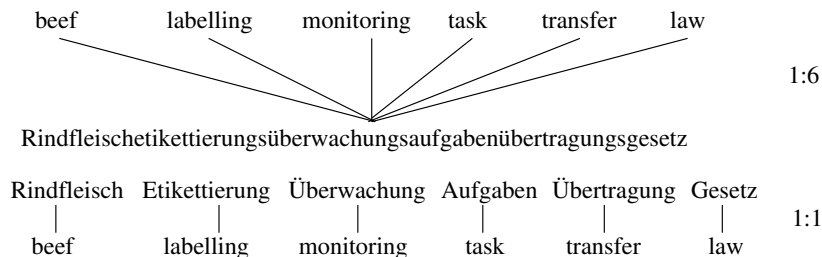 beef labelling monitoring task transfer law
1:6
Rindfleischetikettierungsüberwachungsaufgabenübertragungsgesetz
Rindfleisch Etikettierung Überwachung Aufgaben Übertragung Gesetz
1:1
beef labelling monitoring task transfer law